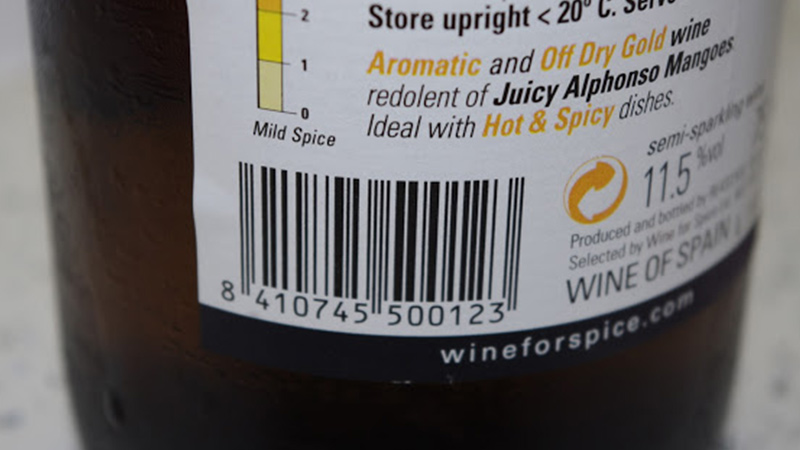 2
Store upright < 20º C.
1
Aromatic and Off Dry Gold wine
redolent of Juicy Alphonso Mangoes
0
Ideal with Hot & Spicy dishes.
Mild Spice
semi-sparkling wine
11.5 %vol
Produced and bottled by
Selected by Wine for Spice
WINE OF SPAIN
8 410745 500123
wineforspice.com